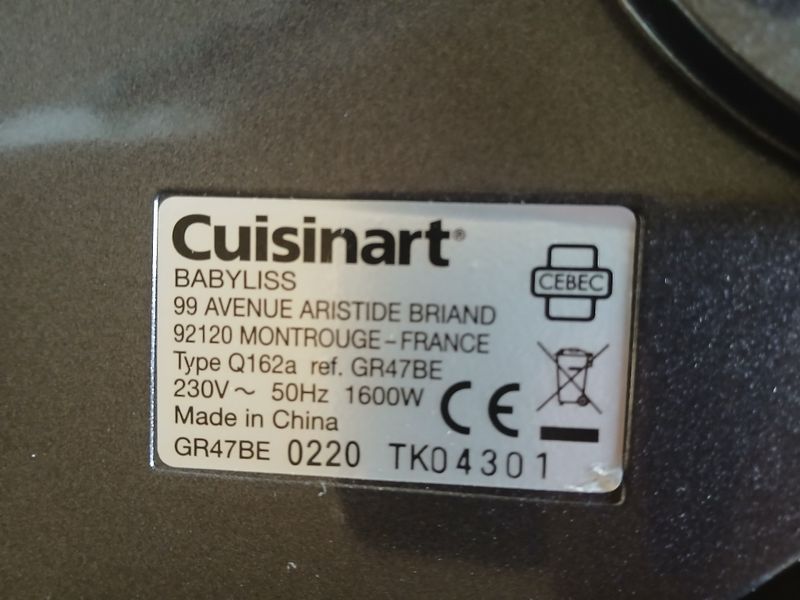 Cuisinart®
BABYLISS
99 AVENUE ARISTIDE BRIAND
92120 MONTROUGE - FRANCE
Type Q162a ref. GR47BE
230V ~ 50Hz 1600W
Made in China
GR47BE 0220 TK04301
CEBEC
CE